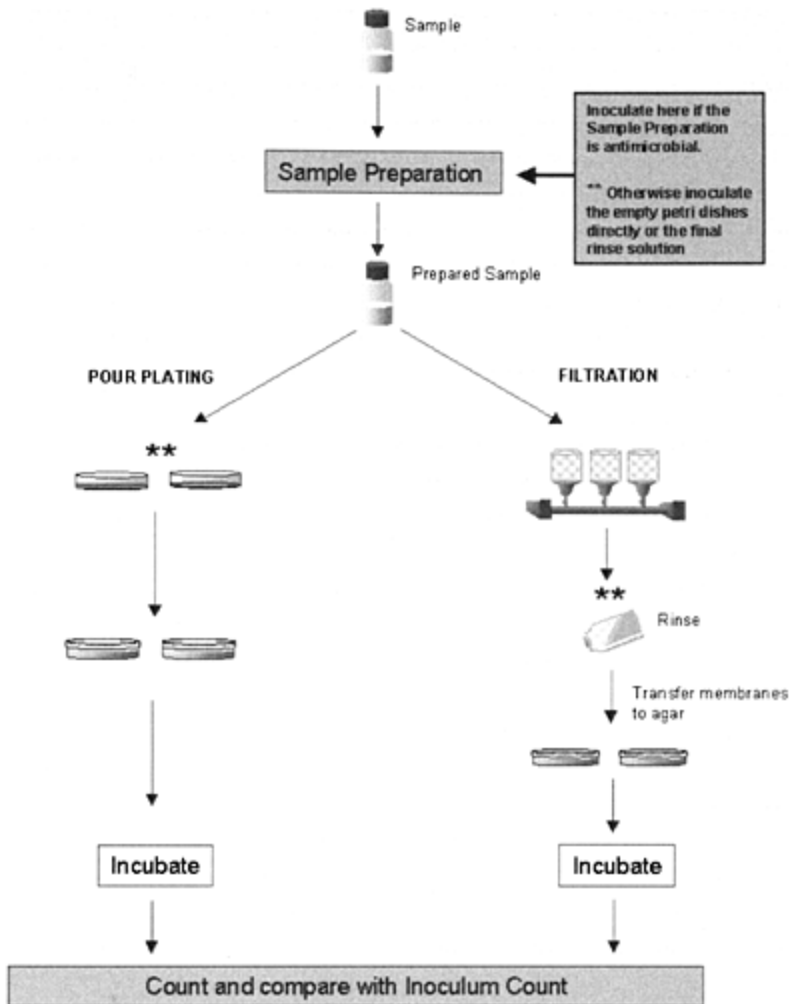 Sample
Inoculate here if the
Sample Preparation
is antimicrobial.
** Otherwise inoculate
the empty petri dishes
directly or the final
rinse solution
Sample Preparation
Prepared Sample
POUR PLATING
FILTRATION
**
**
Rinse
Transfer membranes
to agar
Incubate
Incubate
Count and compare with Inoculum Count